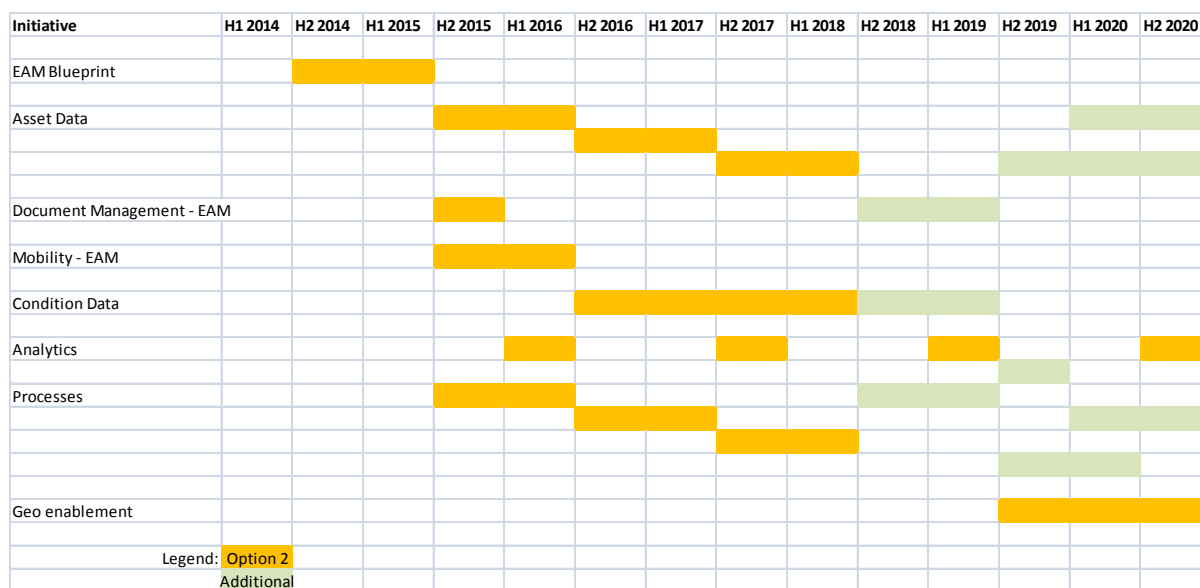 Initiative H1 2014 H2 2014 H1 2015 H2 2015 H1 2016 H2 2016 H1 2017 H2 2017 H1 2018 H2 2018 H1 2019 H2 2019 H1 2020 H2 2020
EAM Blueprint
Asset Data
Document Management - EAM
Mobility - EAM
Condition Data
Analytics
Processes
Geo enablement
Legend: Option 2
Additional